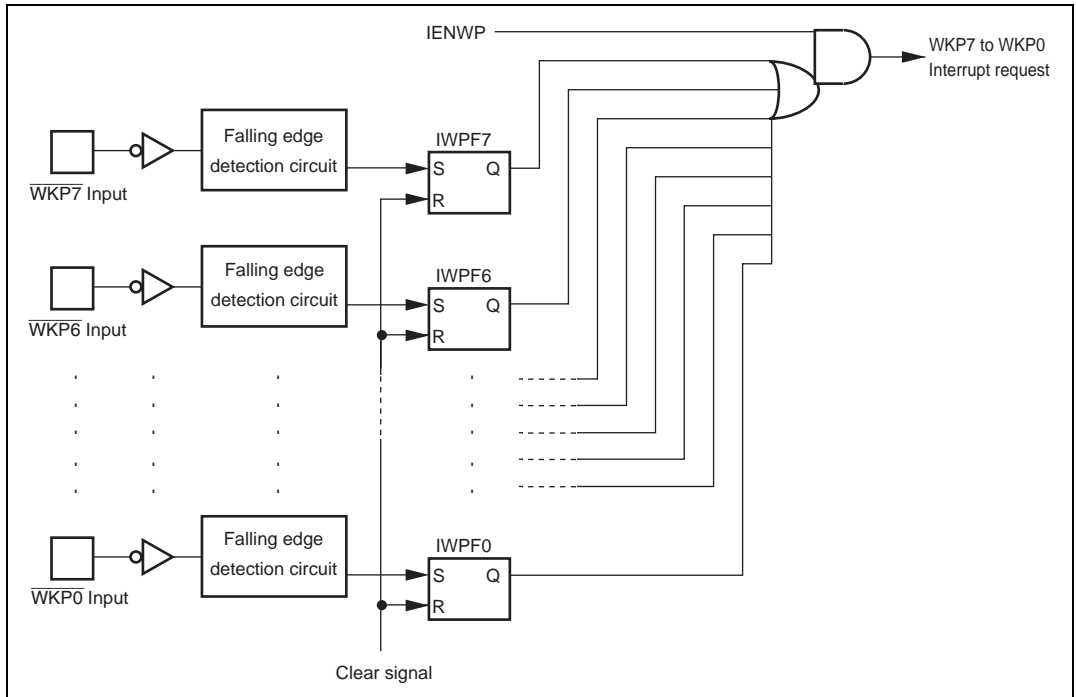 IENWP
WKP7 to WKP0
Interrupt request
WKP7 Input
Falling edge
detection circuit
IWPF7
S Q
R
WKP6 Input
Falling edge
detection circuit
IWPF6
S Q
R
WKP0 Input
Falling edge
detection circuit
IWPF0
S Q
R
Clear signal